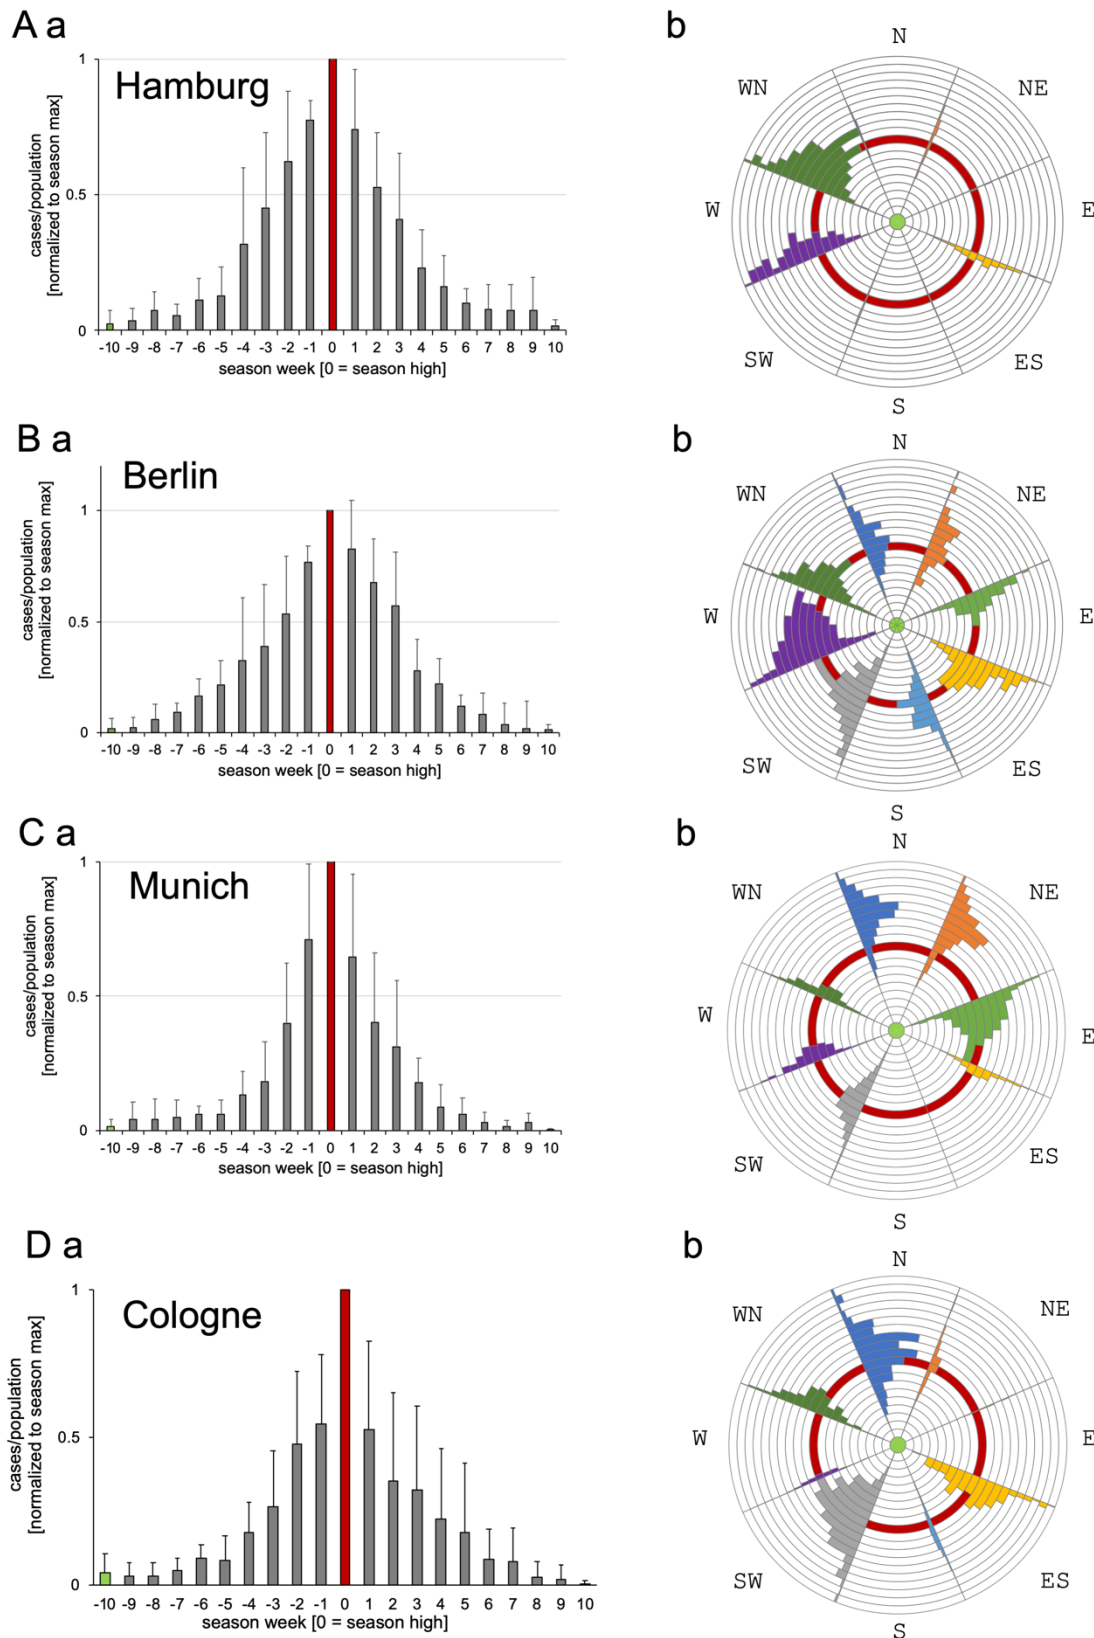 A a
b
Hamburg
cases/population
[normalized to season max]
1
0.5
0
-10 -9 -8 -7 -6 -5 -4 -3 -2 -1 0 1 2 3 4 5 6 7 8 9 10
season week [0 = season high]
N
NE
E
ES
S
SW
W
WN
B a
b
Berlin
cases/population
[normalized to season max]
1
0.5
0
-10 -9 -8 -7 -6 -5 -4 -3 -2 -1 0 1 2 3 4 5 6 7 8 9 10
season week [0 = season high]
N
NE
E
ES
S
SW
W
WN
C a
b
Munich
cases/population
[normalized to season max]
1
0.5
0
-10 -9 -8 -7 -6 -5 -4 -3 -2 -1 0 1 2 3 4 5 6 7 8 9 10
season week [0 = season high]
N
NE
E
ES
S
SW
W
WN
D a
b
Cologne
cases/population
[normalized to season max]
1
0.5
0
-10 -9 -8 -7 -6 -5 -4 -3 -2 -1 0 1 2 3 4 5 6 7 8 9 10
season week [0 = season high]
N
NE
E
ES
S
SW
W
WN